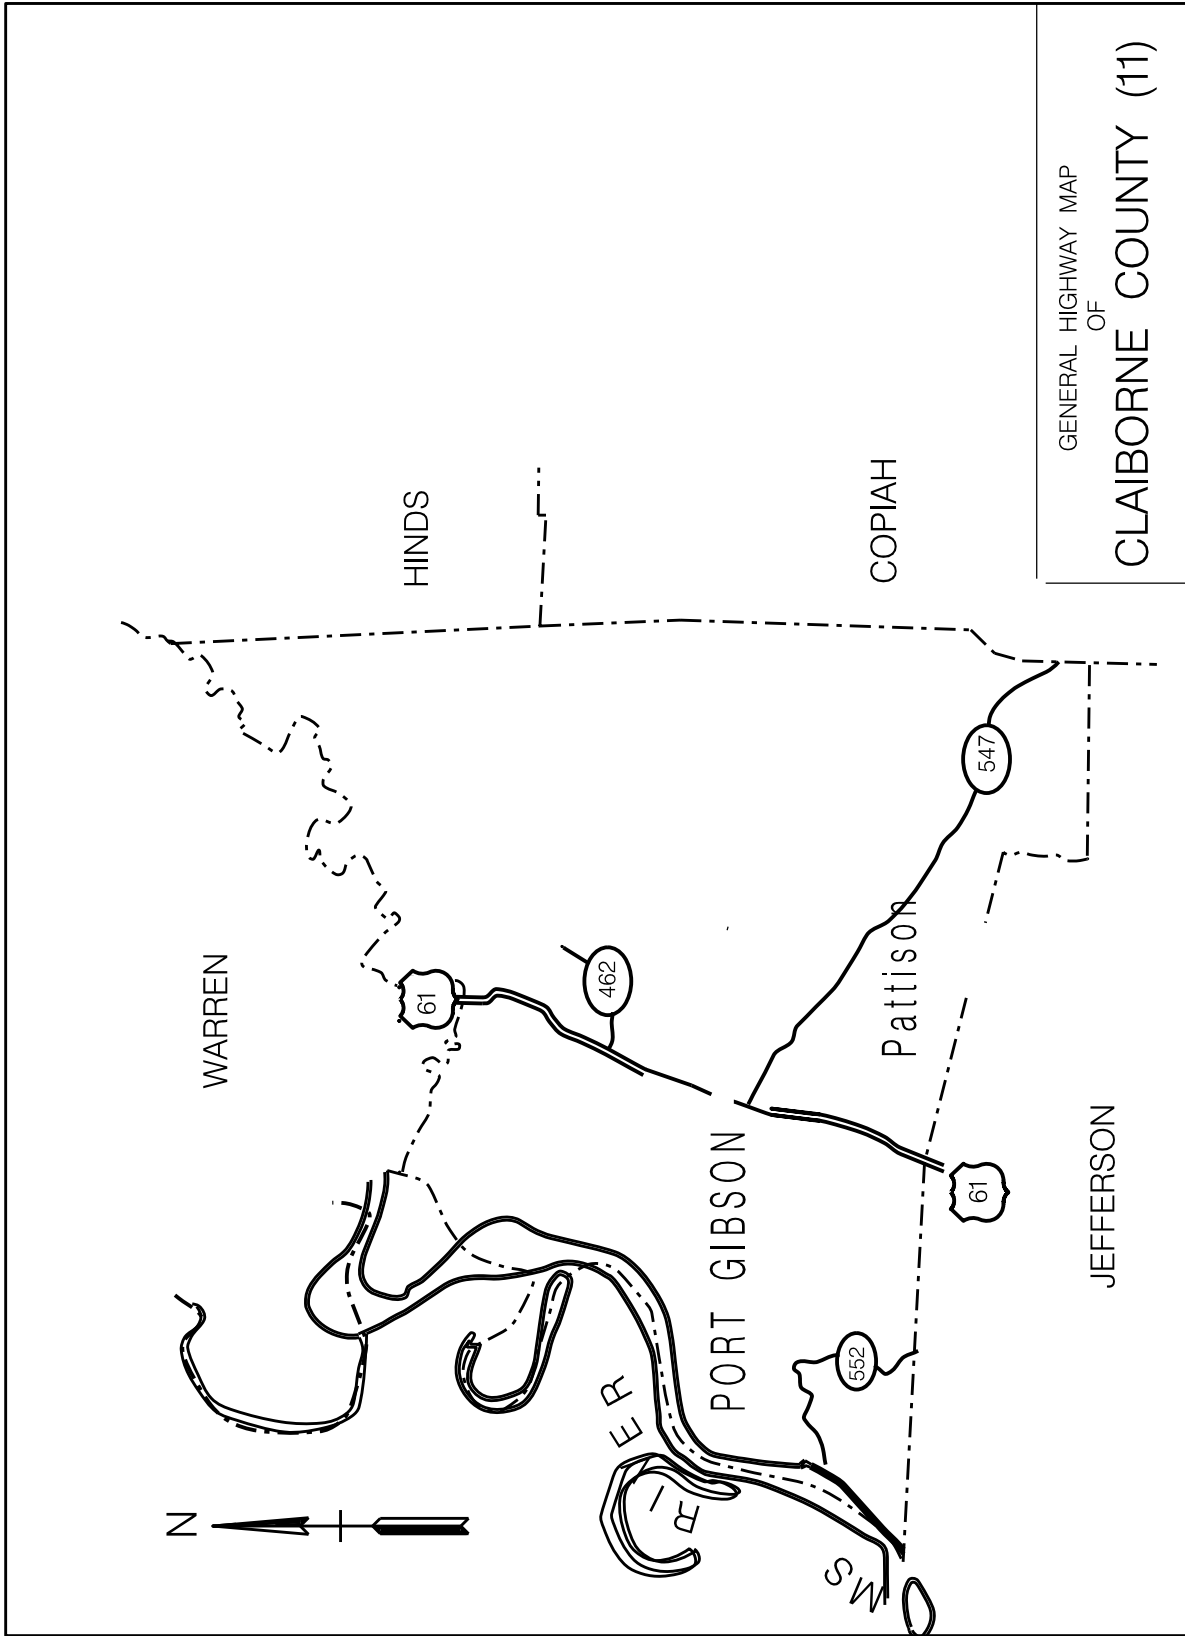 N
WARREN
HINDS
COPIAH
JEFFERSON
61
462
PORT GIBSON
547
Pattison
61
552
MS
RIER
GENERAL HIGHWAY MAP
OF
CLAIBORNE COUNTY (11)